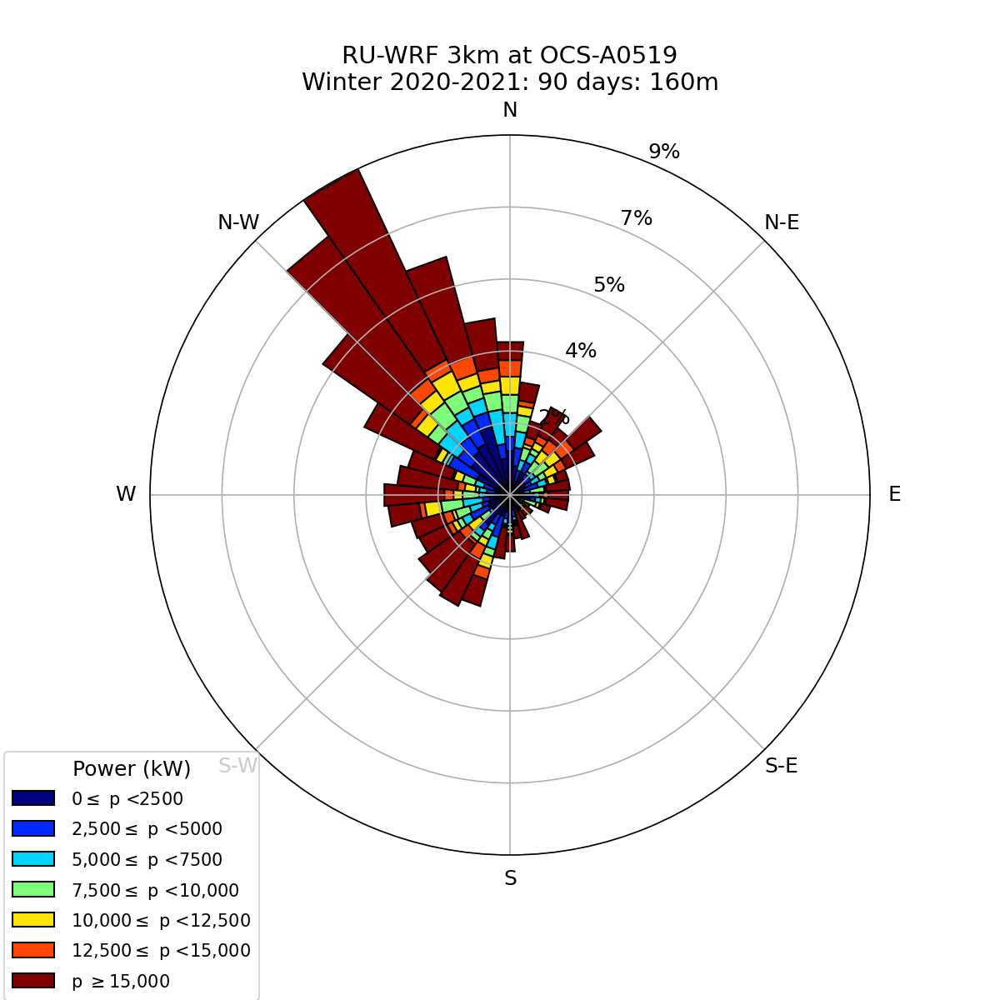 RU-WRF 3km at OCS-A0519
Winter 2020-2021: 90 days: 160m
N
9%
N-W
7%
N-E
5%
4%
2%
W
E
S-W
S-E
S
Power (kW)
0≤ p <2500
2,500≤ p <5000
5,000≤ p <7500
7,500≤ p <10,000
10,000≤ p <12,500
12,500≤ p <15,000
p ≥15,000